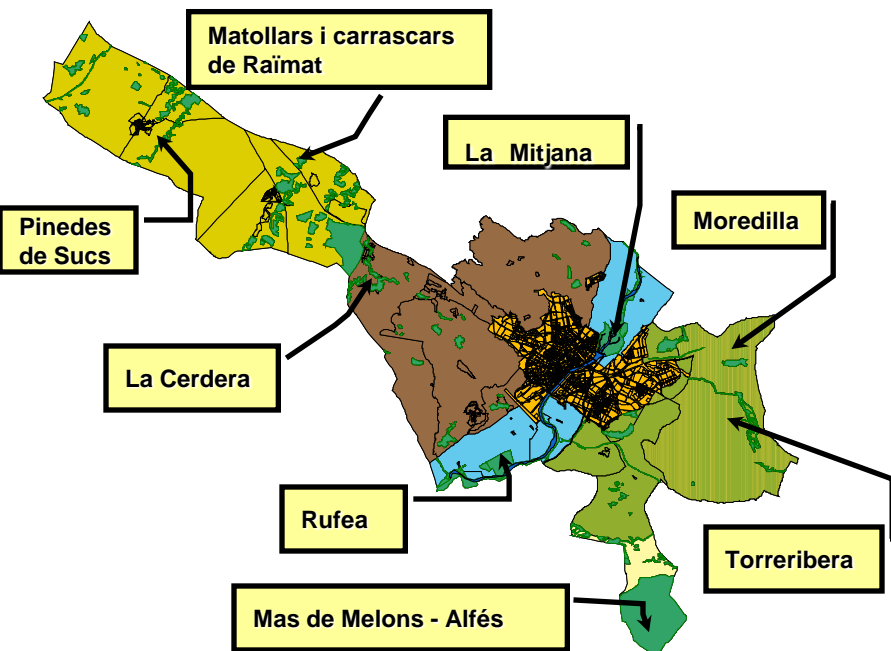 Matollars i carrascars
de Raïmat
La Mitjana
Moredilla
Pinedes
de Sucs
La Cerdera
Rufea
Torreribera
Mas de Melons - Alfés